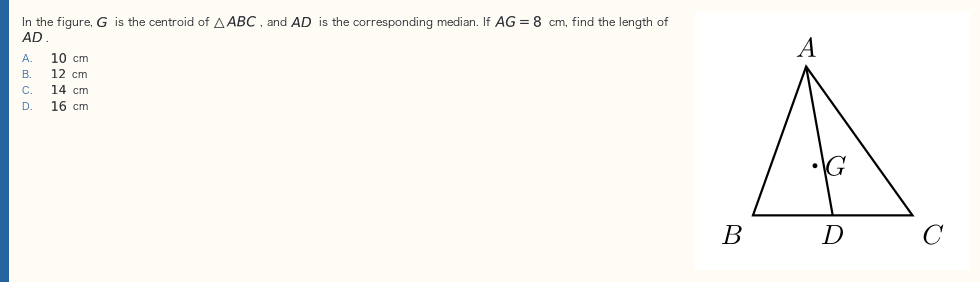 In the figure, G is the centroid of △ABC , and AD is the corresponding median. If AG = 8 cm, find the length of
AD .
A. 10 cm
B. 12 cm
C. 14 cm
D. 16 cm
A
G
B D C